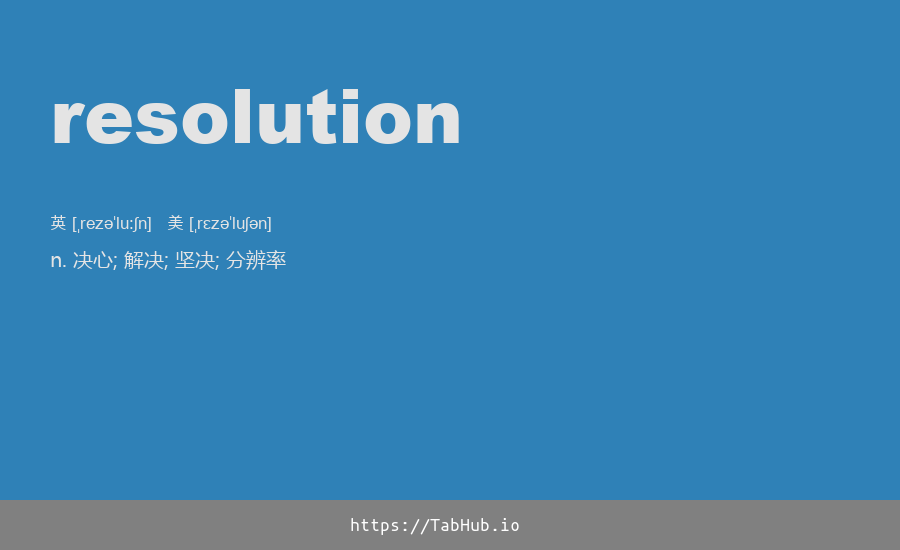 resolution
英 [ˌrezəˈluːʃn] 美 [ˌrɛzəˈluʃən]
n. 决心; 解决; 坚决; 分辨率
https://TabHub.io